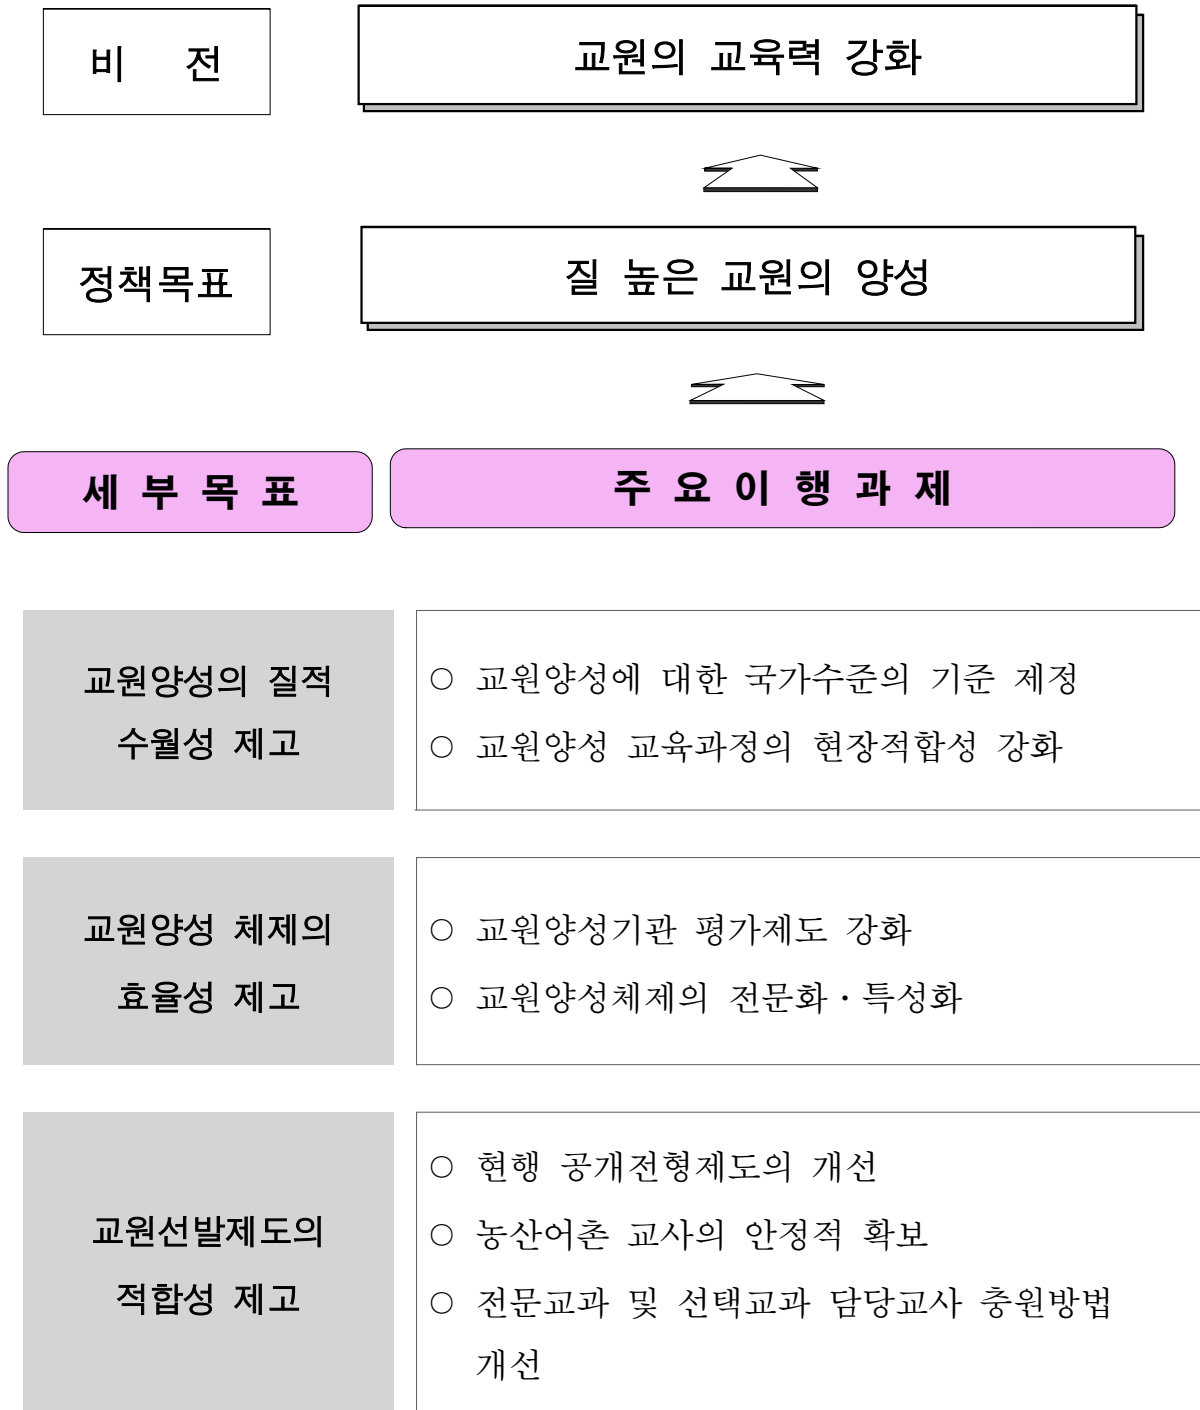 비 전
교원의 교육력 강화
정책목표
질 높은 교원의 양성
세 부 목 표
주 요 이 행 과 제
교원양성의 질적
수월성 제고
○ 교원양성에 대한 국가수준의 기준 제정
○ 교원양성 교육과정의 현장적합성 강화
교원양성 체제의
효율성 제고
○ 교원양성기관 평가제도 강화
○ 교원양성체제의 전문화·특성화
교원선발제도의
적합성 제고
○ 현행 공개전형제도의 개선
○ 농산어촌 교사의 안정적 확보
○ 전문교과 및 선택교과 담당교사 충원방법
개선